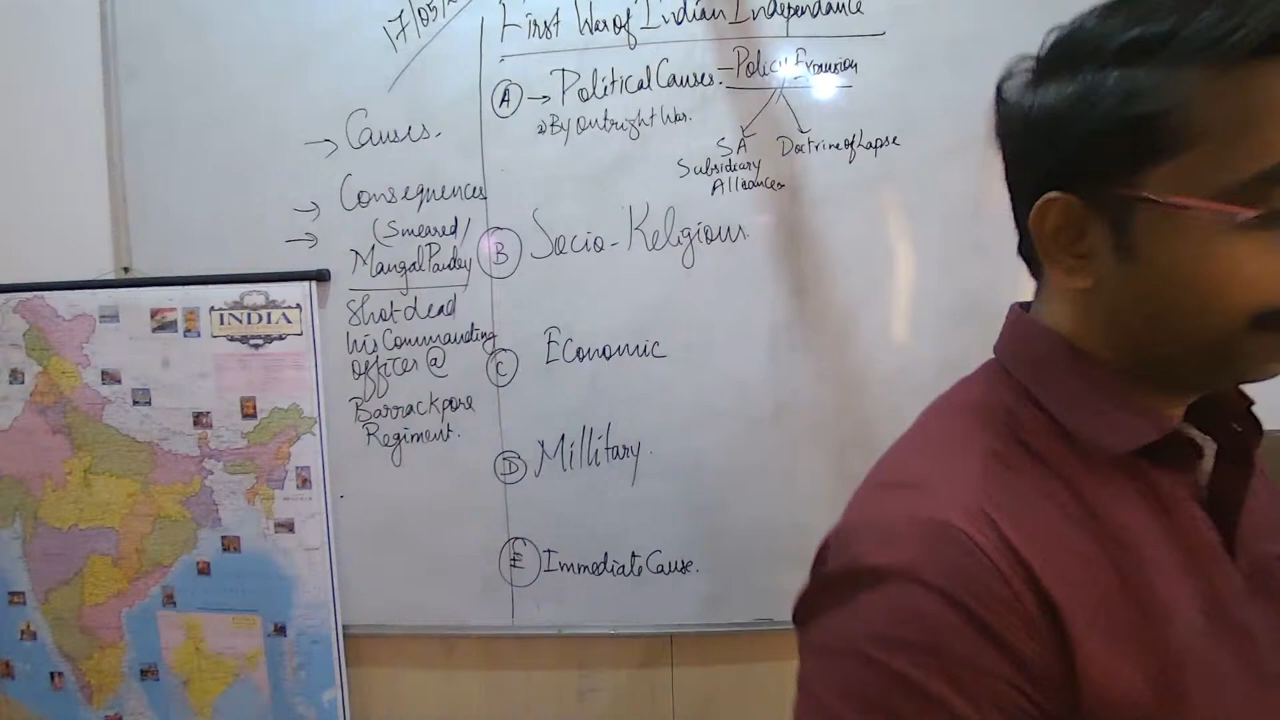 17/05/
First War of Indian Independance
Ⓐ → Political Causes. - Policy Expansion
a) By Outright War.
SA
Subsidiary
Alliance
Doctrine of Lapse
→ Causes.
→ Consequences
→ (Smeared/
Mangal Pandey
Shot dead
his Commanding
officer @
Barrackpore
Regiment.
Ⓑ Socio-Religious
Ⓒ Economic
Ⓓ Millitary.
Ⓔ Immediate Cause.
INDIA